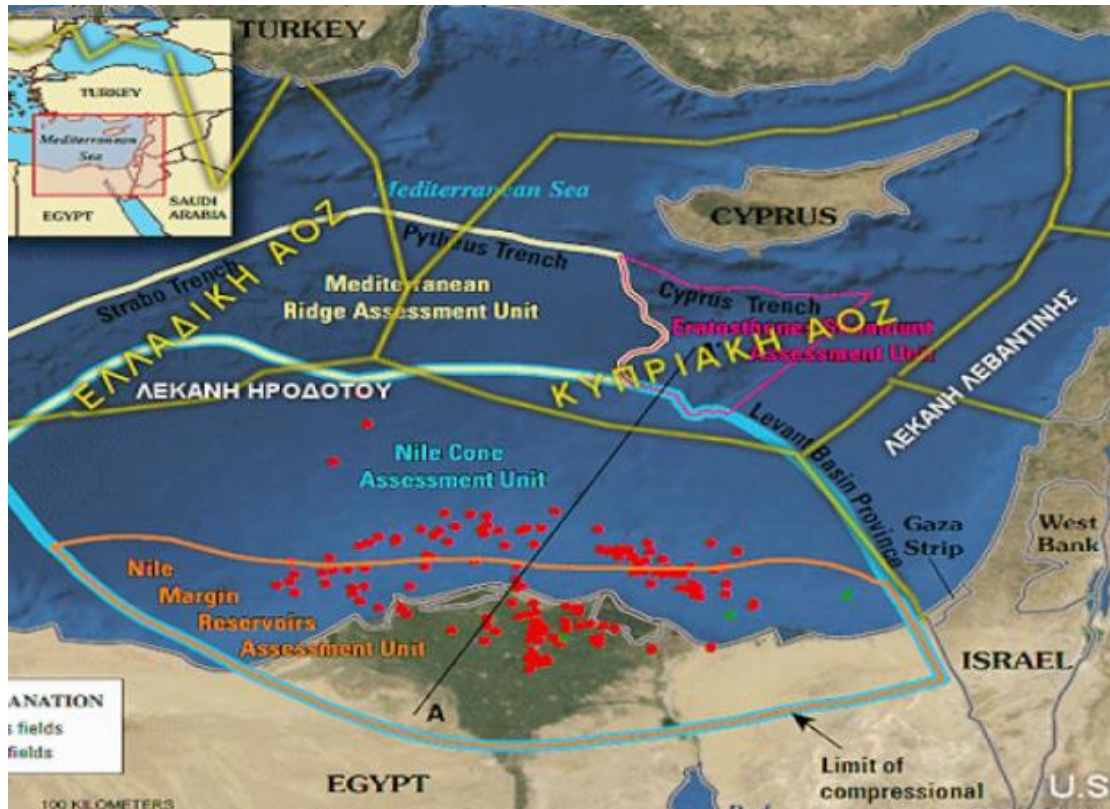 TURKEY
TURKEY
Mediterranean
Sea
EGYPT
SAUDI
ARABIA
Mediterranean Sea
CYPRUS
ΕΛΛΑΔΙΚΗ ΑΟΖ
Strabo Trench
Pytheus Trench
Mediterranean
Ridge Assessment Unit
Cyprus Trench
Eratosthenes Seamount
Assessment Unit
ΚΥΠΡΙΑΚΗ ΑΟΖ
ΛΕΚΑΝΗ ΗΡΟΔΟΤΟΥ
ΛΕΚΑΝΗ ΛΕΒΑΝΤΙΝΗΣ
Levant Basin Province
Nile Cone
Assessment Unit
Gaza
Strip
West
Bank
Nile
Margin
Reservoirs
Assessment Unit
ISRAEL
ANATION
s fields
fields
A
EGYPT
Limit of
compressional
U.S
100 KILOMETERS